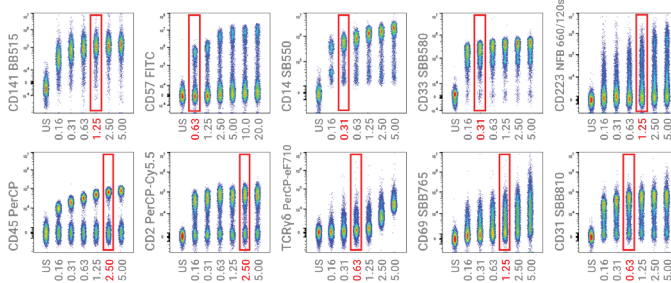 CD141 BB515
US 0.16 0.31 0.63 1.25 2.50 5.00
CD57 FITC
US 0.63 1.25 2.50 5.00 10.0 20.0
CD14 SB550
US 0.16 0.31 0.63 1.25 2.50 5.00
CD33 SBB580
US 0.16 0.31 0.63 1.25 2.50 5.00
CD223 NFB 660/120s
US 0.16 0.31 0.63 1.25 2.50 5.00
CD45 PerCP
US 0.16 0.31 0.63 1.25 2.50 5.00
CD2 PerCP-Cy5.5
US 0.16 0.31 0.63 1.25 2.50 5.00
TCRγδ PerCP-eF710
US 0.16 0.31 0.63 1.25 2.50 5.00
CD69 SBB765
US 0.16 0.31 0.63 1.25 2.50 5.00
CD31 SBB810
US 0.16 0.31 0.63 1.25 2.50 5.00